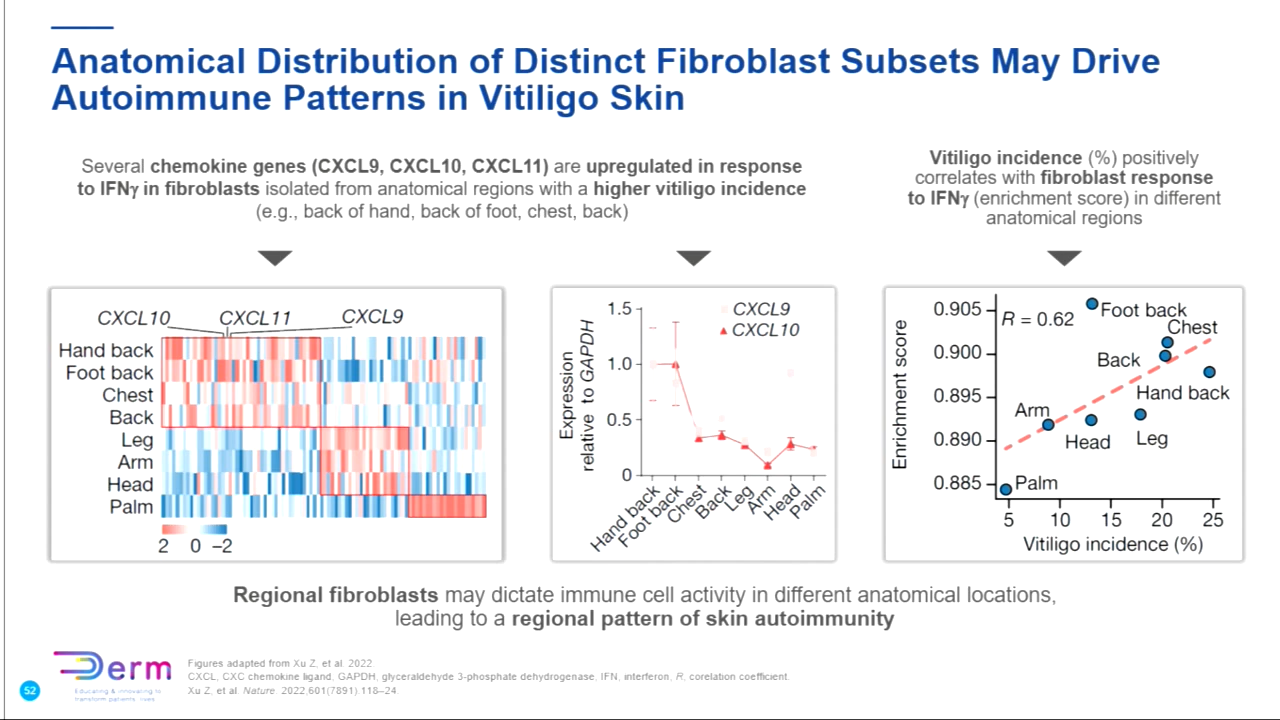 Anatomical Distribution of Distinct Fibroblast Subsets May Drive
Autoimmune Patterns in Vitiligo Skin
Several chemokine genes (CXCL9, CXCL10, CXCL11) are upregulated in response
to IFNγ in fibroblasts isolated from anatomical regions with a higher vitiligo incidence
(e.g., back of hand, back of foot, chest, back)
Vitiligo incidence (%) positively
correlates with fibroblast response
to IFNγ (enrichment score) in different
anatomical regions
CXCL10 CXCL11 CXCL9
Hand back
Foot back
Chest
Back
Leg
Arm
Head
Palm
2 0 −2
Expression
relative to GAPDH
1.5
1.0
0.5
0
CXCL9
CXCL10
Hand back
Foot back
Chest
Back
Leg
Arm
Head
Palm
Enrichment score
0.905
0.900
0.895
0.890
0.885
R = 0.62
Foot back
Chest
Back
Hand back
Arm
Head
Leg
Palm
5 10 15 20 25
Vitiligo incidence (%)
Regional fibroblasts may dictate immune cell activity in different anatomical locations,
leading to a regional pattern of skin autoimmunity
Derm
Educating & innovating to
transform patients' lives
52
Figures adapted from Xu Z, et al. 2022.
CXCL, CXC chemokine ligand, GAPDH, glyceraldehyde 3-phosphate dehydrogenase, IFN, interferon, R, corelation coefficient.
Xu Z, et al. Nature. 2022;601(7891):118–24.